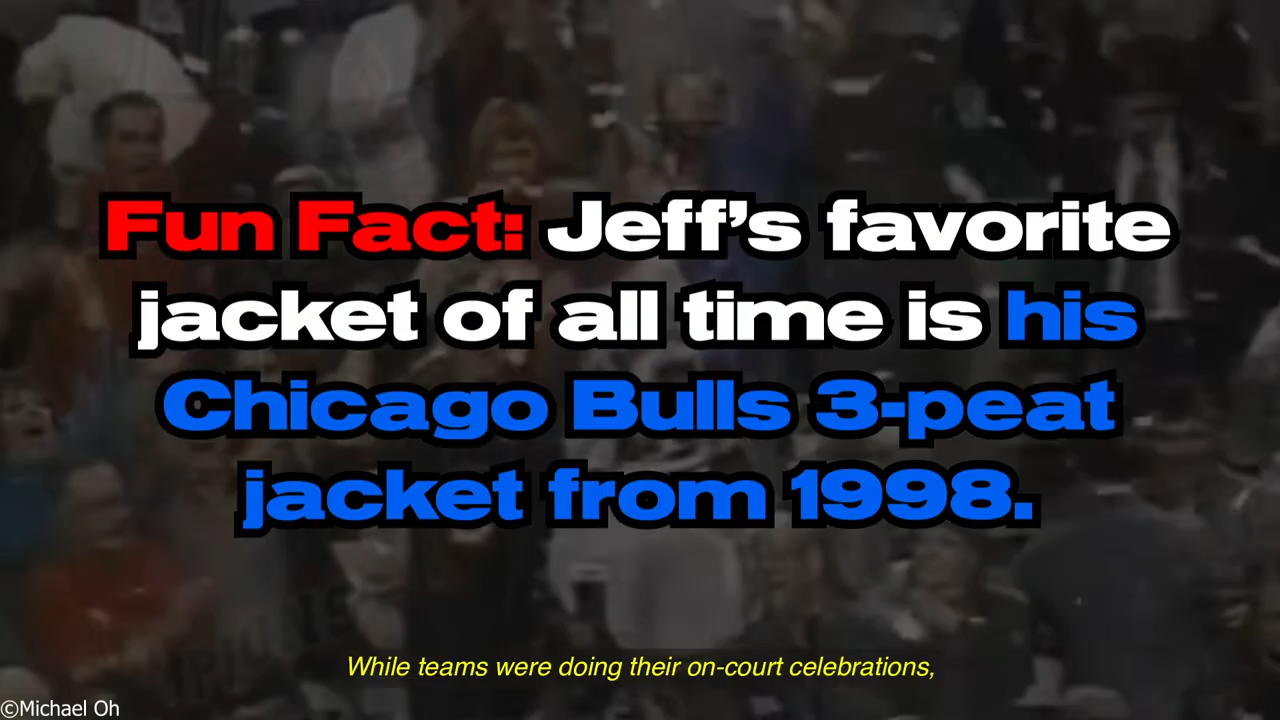 Fun Fact: Jeff’s favorite
jacket of all time is his
Chicago Bulls 3-peat
jacket from 1998.
While teams were doing their on-court celebrations,
©Michael Oh